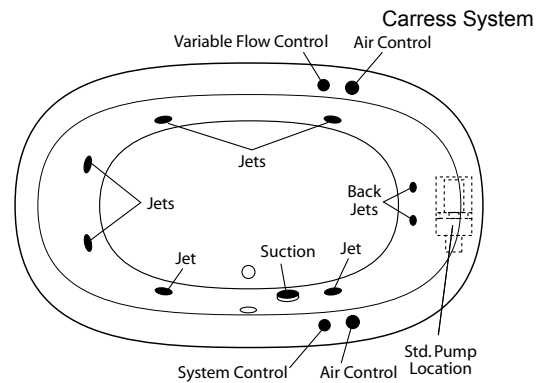 Carress System
Variable Flow Control
Air Control
Jets
Jets
Back
Jets
Jet
Suction
Jet
System Control
Air Control
Std. Pump
Location